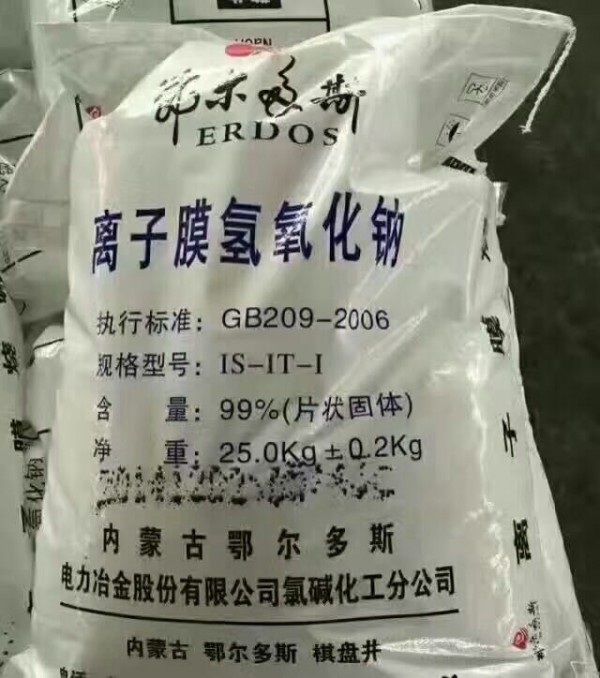 鄂尔多斯
ERDOS
离子膜氢氧化钠
执行标准：GB209-2006
规格型号：IS-IT-I
含 量：99%(片状固体)
净 重：25.0Kg±0.2Kg
内蒙古鄂尔多斯
电力冶金股份有限公司氯碱化工分公司
内蒙古 鄂尔多斯 棋盘井